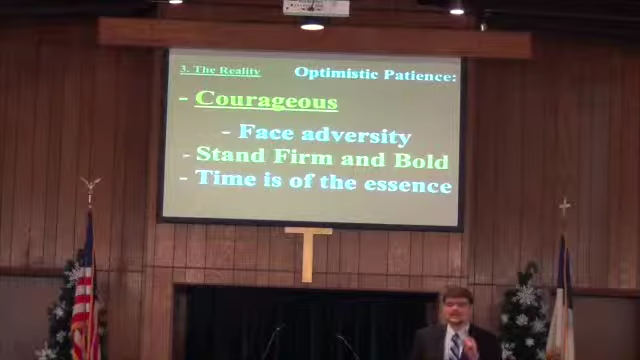 3. The Reality
Optimistic Patience:
- Courageous
- Face adversity
- Stand Firm and Bold
- Time is of the essence